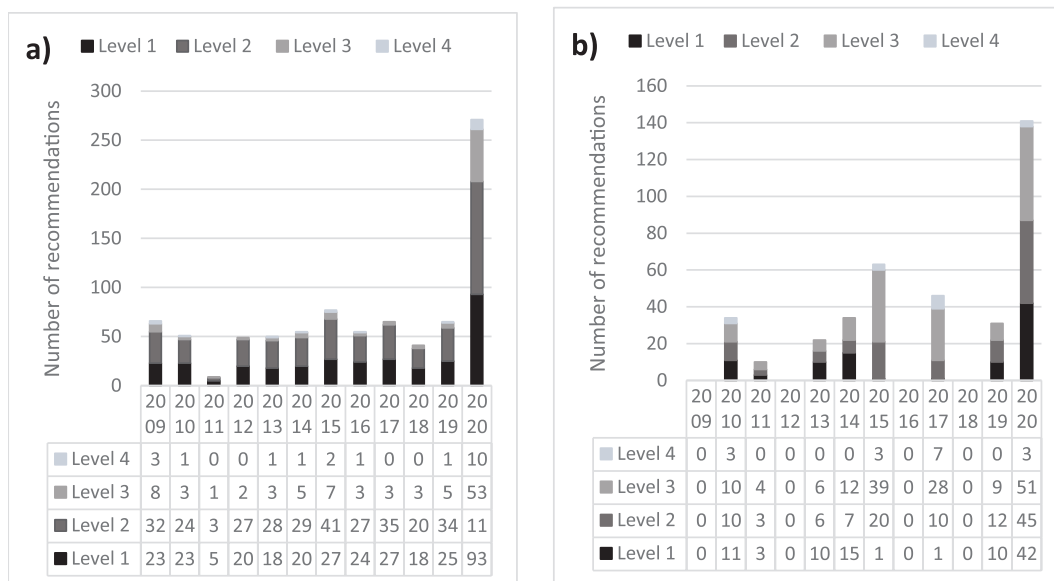 a)
Level 1 Level 2 Level 3 Level 4
Number of recommendations
300
250
200
150
100
50
0
20 20 20 20 20 20 20 20 20 20 20 20
09 10 11 12 13 14 15 16 17 18 19 20
Level 4 3 1 0 0 1 1 2 1 0 0 1 10
Level 3 8 3 1 2 3 5 7 3 3 3 5 53
Level 2 32 24 3 27 28 29 41 27 35 20 34 11
Level 1 23 23 5 20 18 20 27 24 27 18 25 93
b)
Level 1 Level 2 Level 3 Level 4
Number of recommendations
160
140
120
100
80
60
40
20
0
20 20 20 20 20 20 20 20 20 20 20 20
09 10 11 12 13 14 15 16 17 18 19 20
Level 4 0 3 0 0 0 0 3 0 7 0 0 3
Level 3 0 10 4 0 6 12 39 0 28 0 9 51
Level 2 0 10 3 0 6 7 20 0 10 0 12 45
Level 1 0 11 3 0 10 15 1 0 1 0 10 42